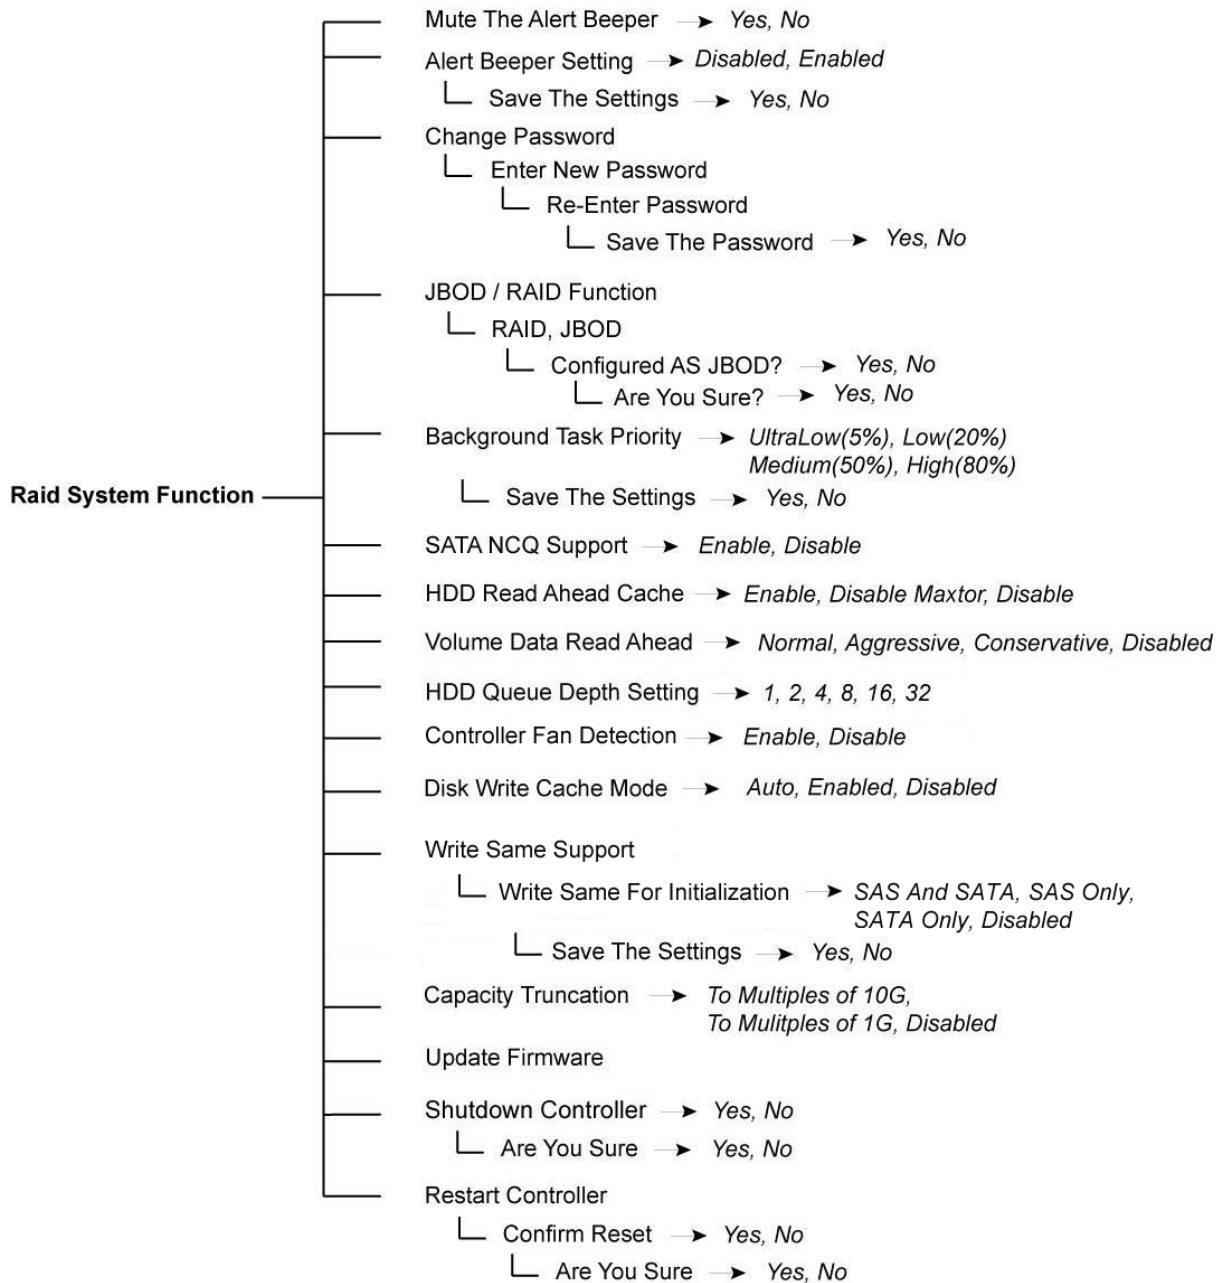 Mute The Alert Beeper Yes, No
Alert Beeper Setting Disabled, Enabled
Save The Settings Yes, No
Change Password
Enter New Password
Re-Enter Password
Save The Password Yes, No
JBOD / RAID Function
RAID, JBOD
Configured AS JBOD? Yes, No
Are You Sure? Yes, No
Background Task Priority UltraLow(5%), Low(20%)
Medium(50%), High(80%)
Raid System Function
Save The Settings Yes, No
SATA NCQ Support Enable, Disable
HDD Read Ahead Cache Enable, Disable Maxtor, Disable
Volume Data Read Ahead Normal, Aggressive, Conservative, Disabled
HDD Queue Depth Setting 1, 2, 4, 8, 16, 32
Controller Fan Detection Enable, Disable
Disk Write Cache Mode Auto, Enabled, Disabled
Write Same Support
Write Same For Initialization SAS And SATA, SAS Only,
SATA Only, Disabled
Save The Settings Yes, No
Capacity Truncation To Multiples of 10G,
To Mulitples of 1G, Disabled
Update Firmware
Shutdown Controller Yes, No
Are You Sure Yes, No
Restart Controller
Confirm Reset Yes, No
Are You Sure Yes, No